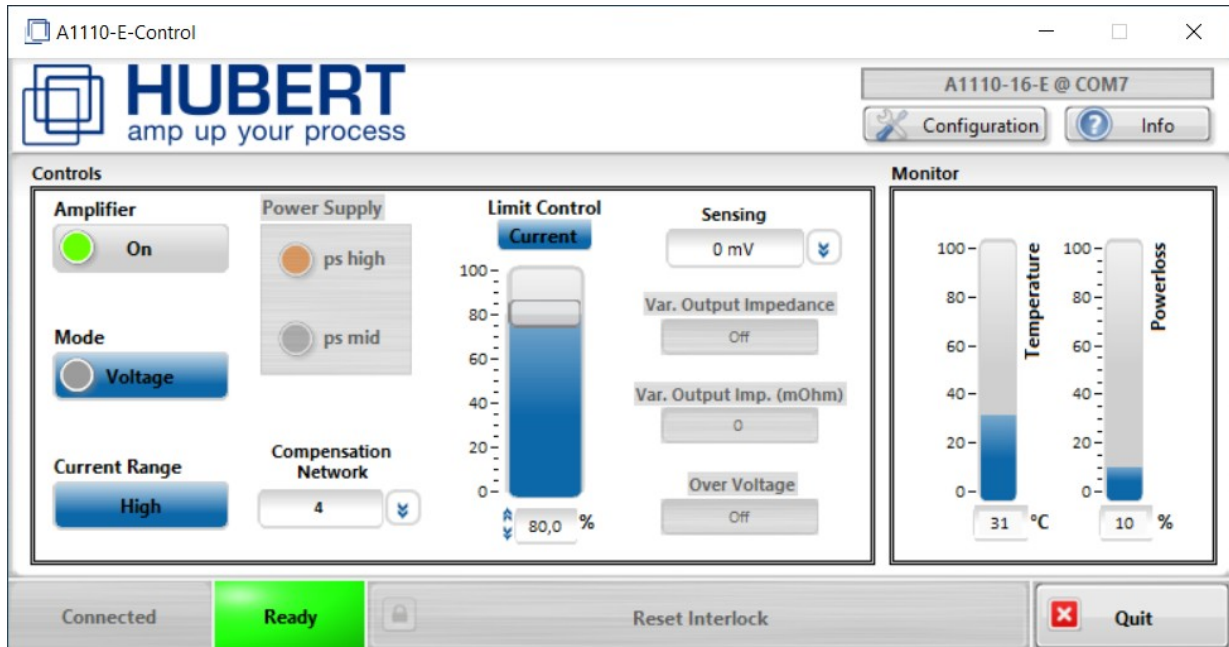 A1110-E-Control
HUBERT
amp up your process
A1110-16-E @ COM7
Configuration
Info
Controls
Amplifier
On
Mode
Voltage
Current Range
High
Power Supply
ps high
ps mid
Compensation
Network
4
Limit Control
Current
100
80
60
40
20
0
80,0 %
Sensing
0 mV
Var. Output Impedance
Off
Var. Output Imp. (mOhm)
0
Over Voltage
Off
Monitor
100
80
60
40
20
0
Temperature
31 °C
100
80
60
40
20
0
Powerloss
10 %
Connected
Ready
Reset Interlock
Quit